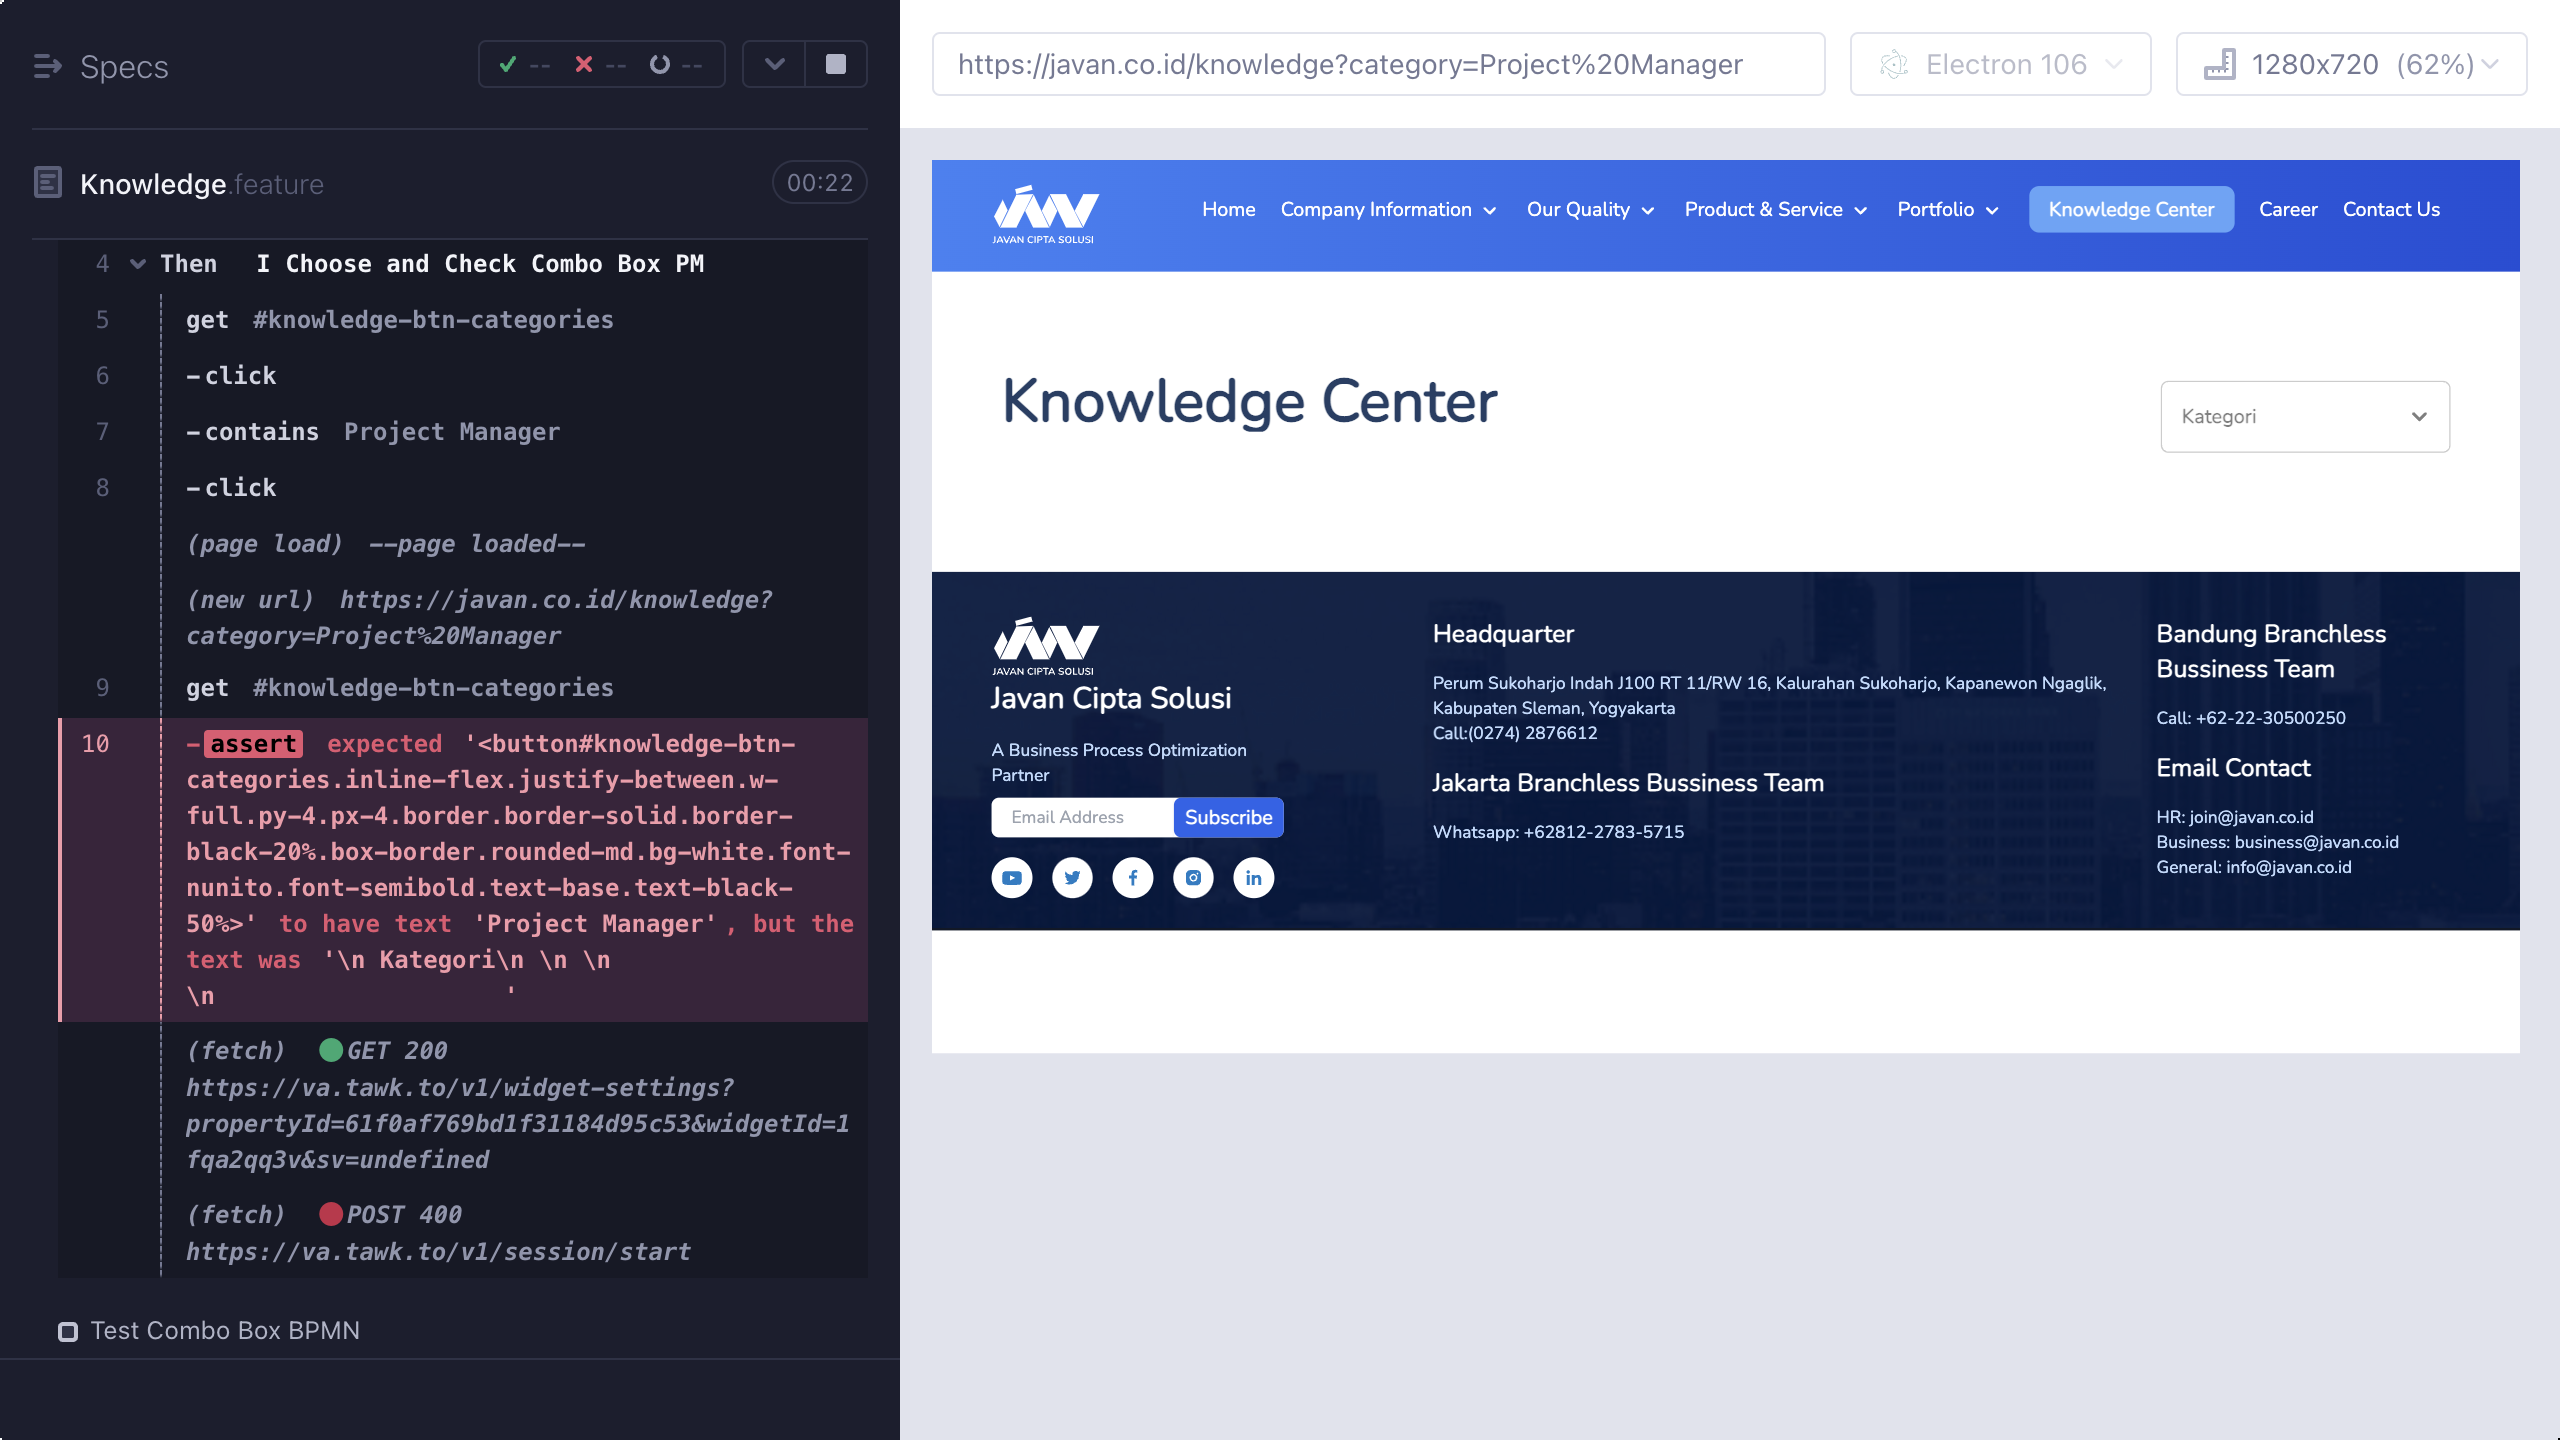 Specs
-- -- --
Knowledge.feature
00:22
4 Then I Choose and Check Combo Box PM
5 get #knowledge-btn-categories
6 -click
7 -contains Project Manager
8 -click
(page load) --page loaded--
(new url) https://javan.co.id/knowledge?
category=Project%20Manager
9 get #knowledge-btn-categories
10 -assert expected '<button#knowledge-btn-
categories.inline-flex.justify-between.w-
full.py-4.px-4.border.border-solid.border-
black-20%.box-border.rounded-md.bg-white.font-
nunito.font-semibold.text-base.text-black-
50%>' to have text 'Project Manager', but the
text was '\n Kategori\n \n \n
\n '
(fetch) GET 200
https://va.tawk.to/v1/widget-settings?
propertyId=61f0af769bd1f31184d95c53&widgetId=1
fqa2qq3v&sv=undefined
(fetch) POST 400
https://va.tawk.to/v1/session/start
Test Combo Box BPMN
https://javan.co.id/knowledge?category=Project%20Manager
Electron 106
1280x720 (62%)
JAVAN CIPTA SOLUSI
Home Company Information Our Quality Product & Service Portfolio Knowledge Center Career Contact Us
Knowledge Center
Kategori
JAVAN CIPTA SOLUSI
Javan Cipta Solusi
A Business Process Optimization
Partner
Email Address
Subscribe
Headquarter
Perum Sukoharjo Indah J100 RT 11/RW 16, Kalurahan Sukoharjo, Kapanewon Ngaglik,
Kabupaten Sleman, Yogyakarta
Call:(0274) 2876612
Jakarta Branchless Bussiness Team
Whatsapp: +62812-2783-5715
Bandung Branchless
Bussiness Team
Call: +62-22-30500250
Email Contact
HR: join@javan.co.id
Business: business@javan.co.id
General: info@javan.co.id